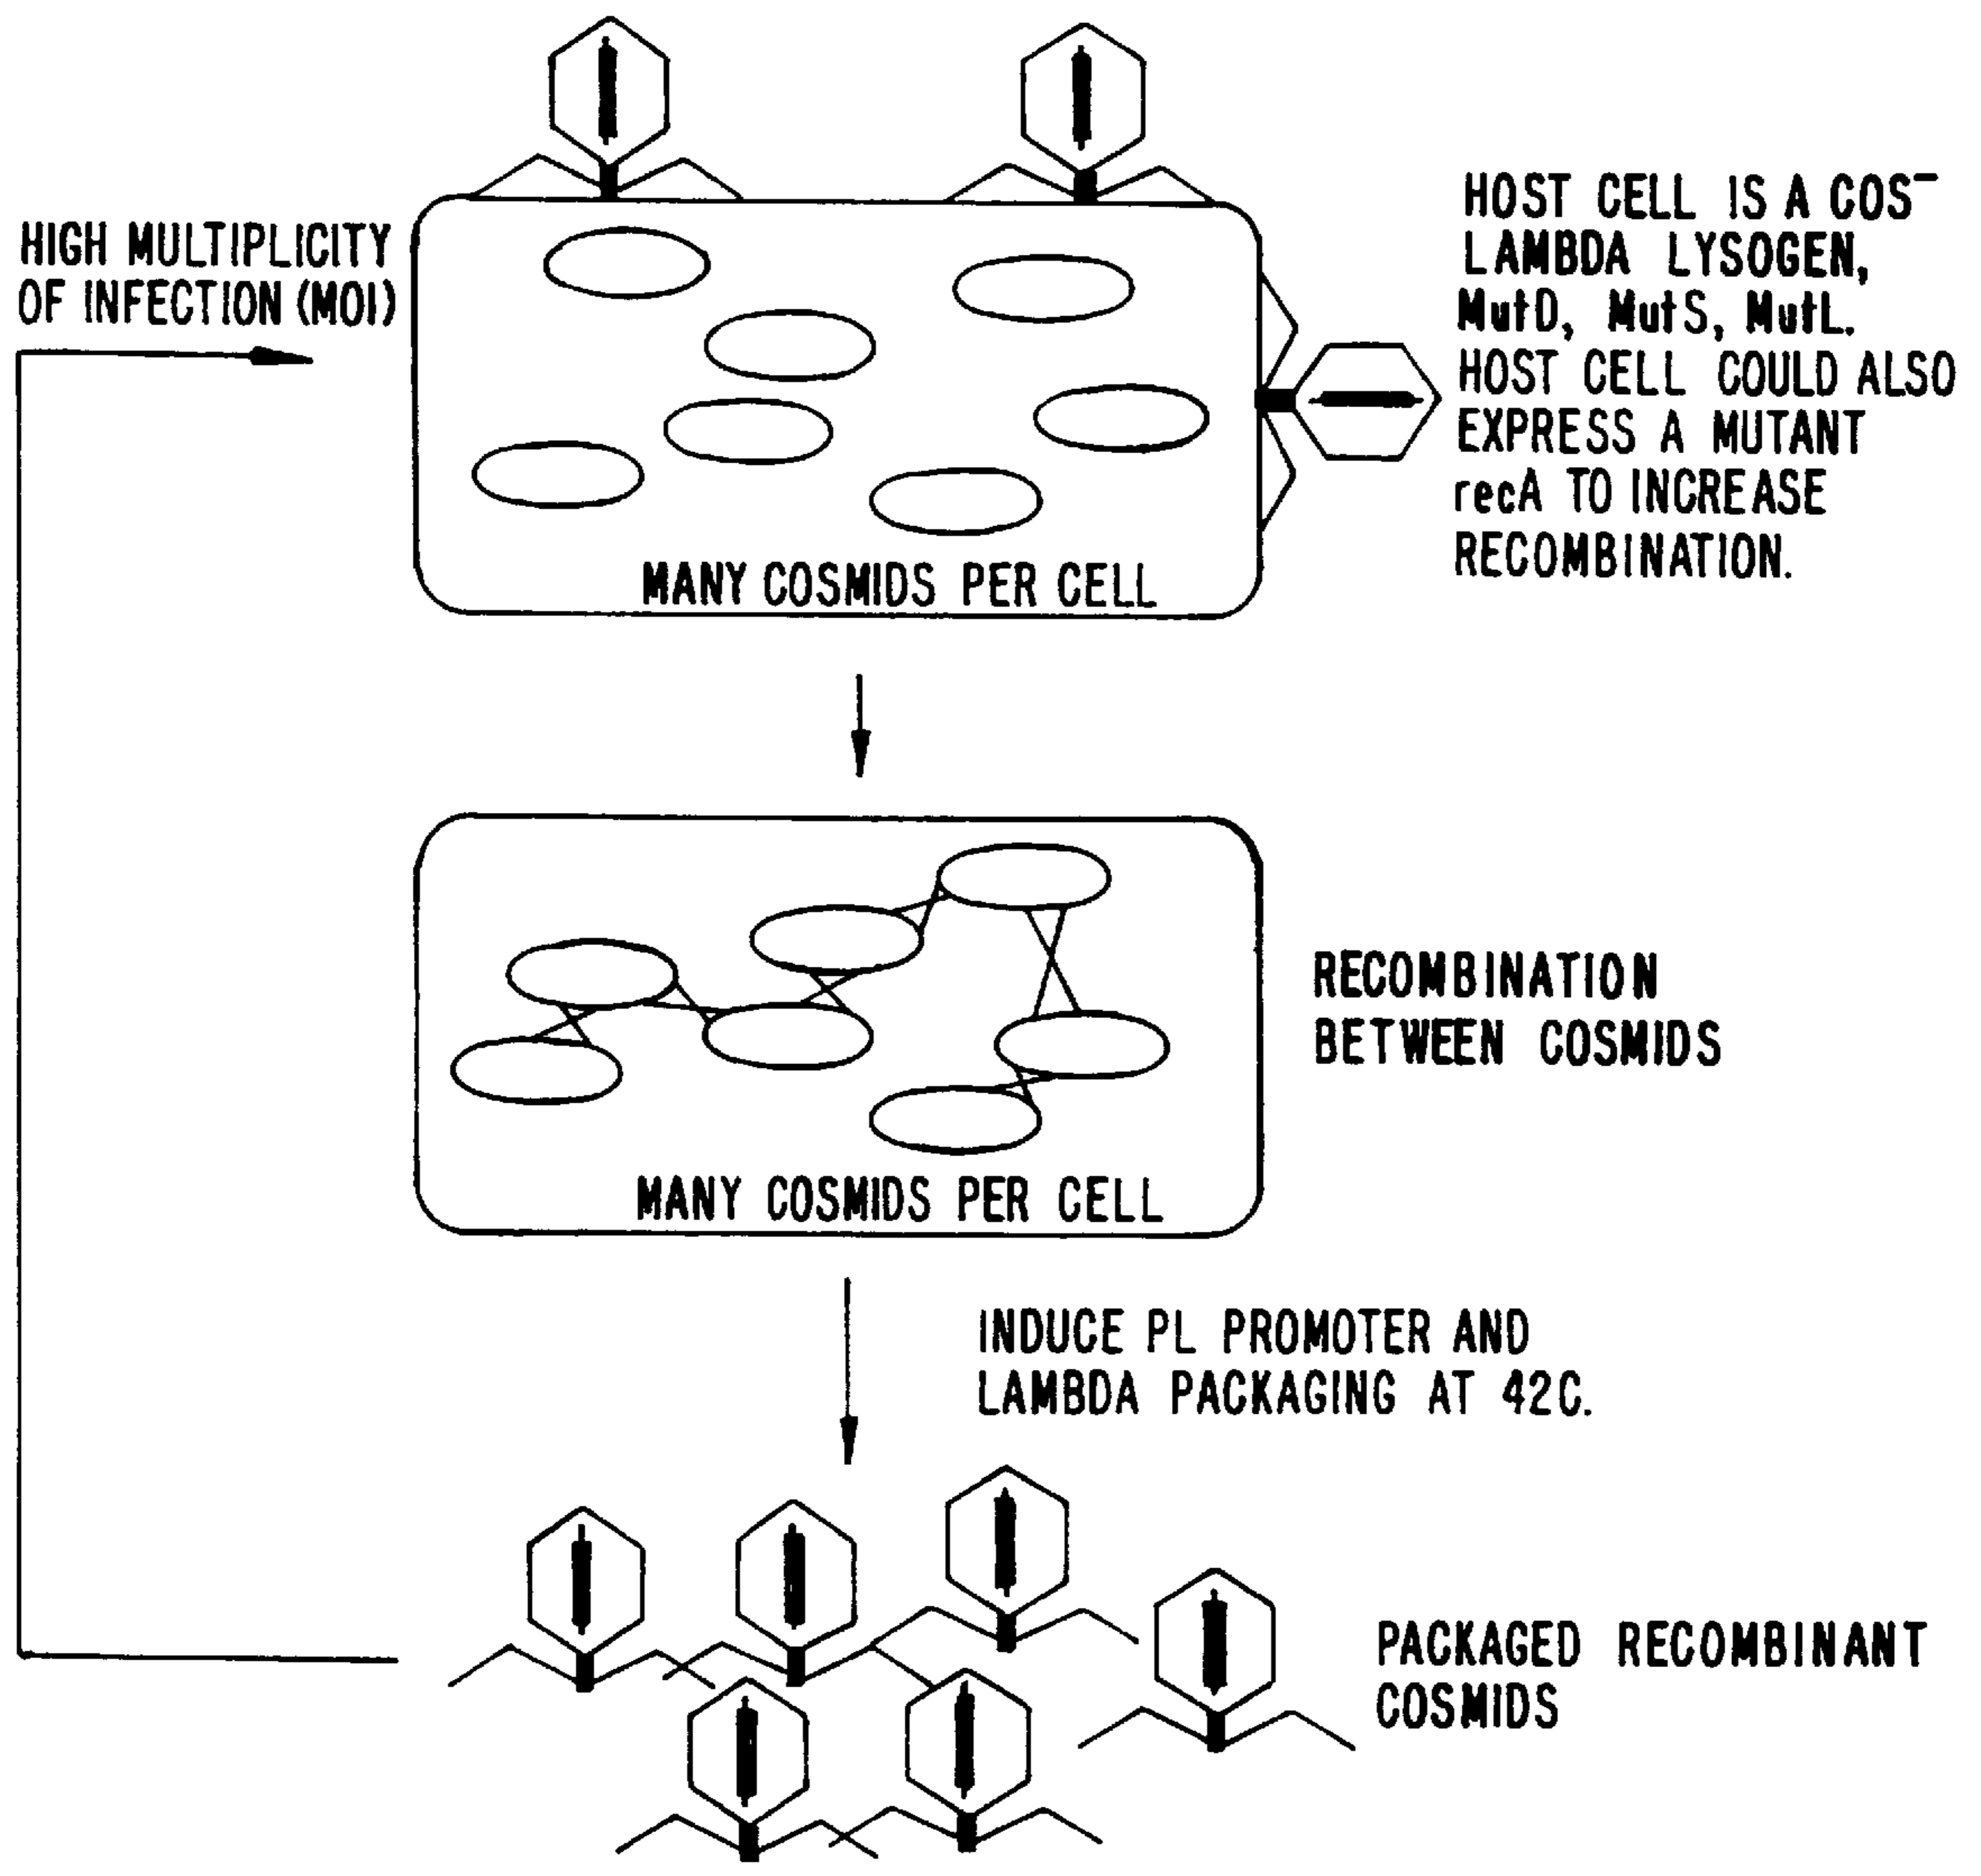 HIGH MULTIPLICITY
OF INFECTION (MOI)
HOST CELL IS A COS⁻
LAMBDA LYSOGEN,
MutD, MutS, MutL.
HOST CELL COULD ALSO
EXPRESS A MUTANT
recA TO INCREASE
RECOMBINATION.
MANY COSMIDS PER CELL
RECOMBINATION
BETWEEN COSMIDS
MANY COSMIDS PER CELL
INDUCE PL PROMOTER AND
LAMBDA PACKAGING AT 42C.
PACKAGED RECOMBINANT
COSMIDS